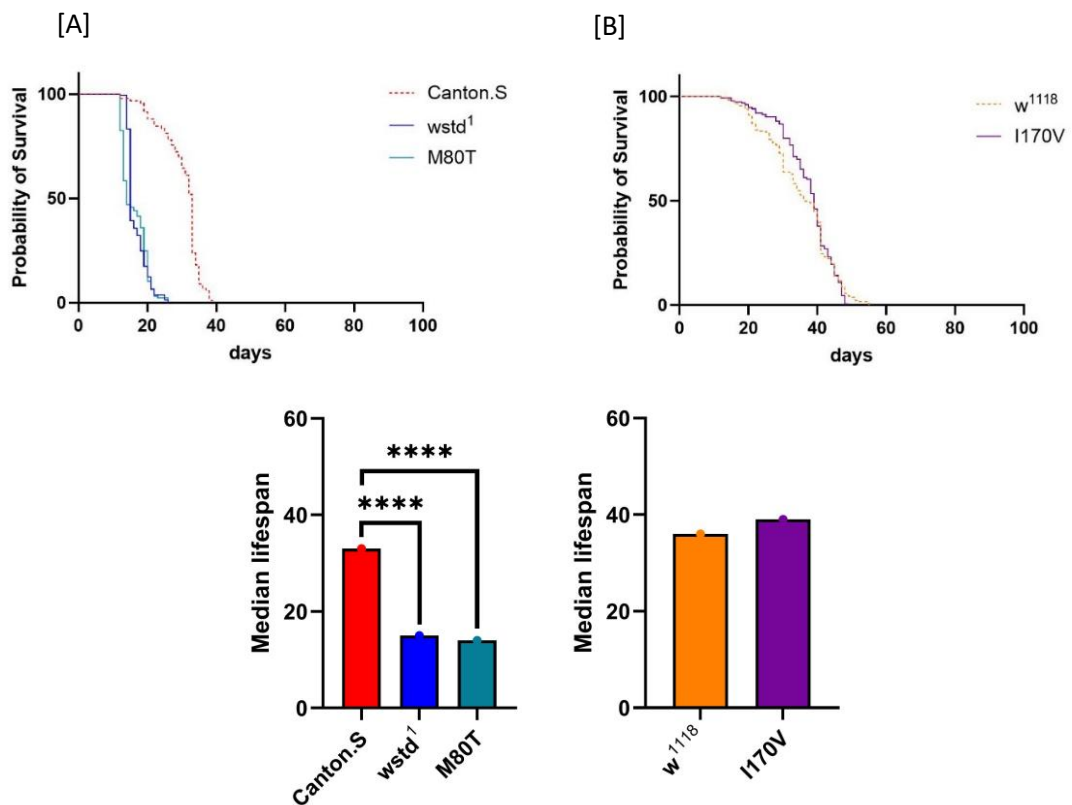 [A]
Probability of Survival
100
50
0
0 20 40 60 80 100
days
Canton.S
wstd¹
M80T
[B]
Probability of Survival
100
50
0
0 20 40 60 80 100
days
w¹¹¹⁸
I170V
Median lifespan
60
40
20
0
****
****
Canton.S
wstd¹
M80T
Median lifespan
60
40
20
0
w¹¹¹⁸
I170V